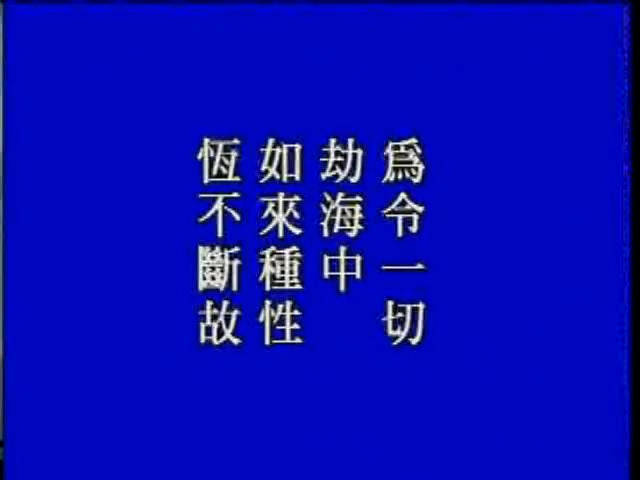 爲令一切
劫海中
如來種性
恆不斷故